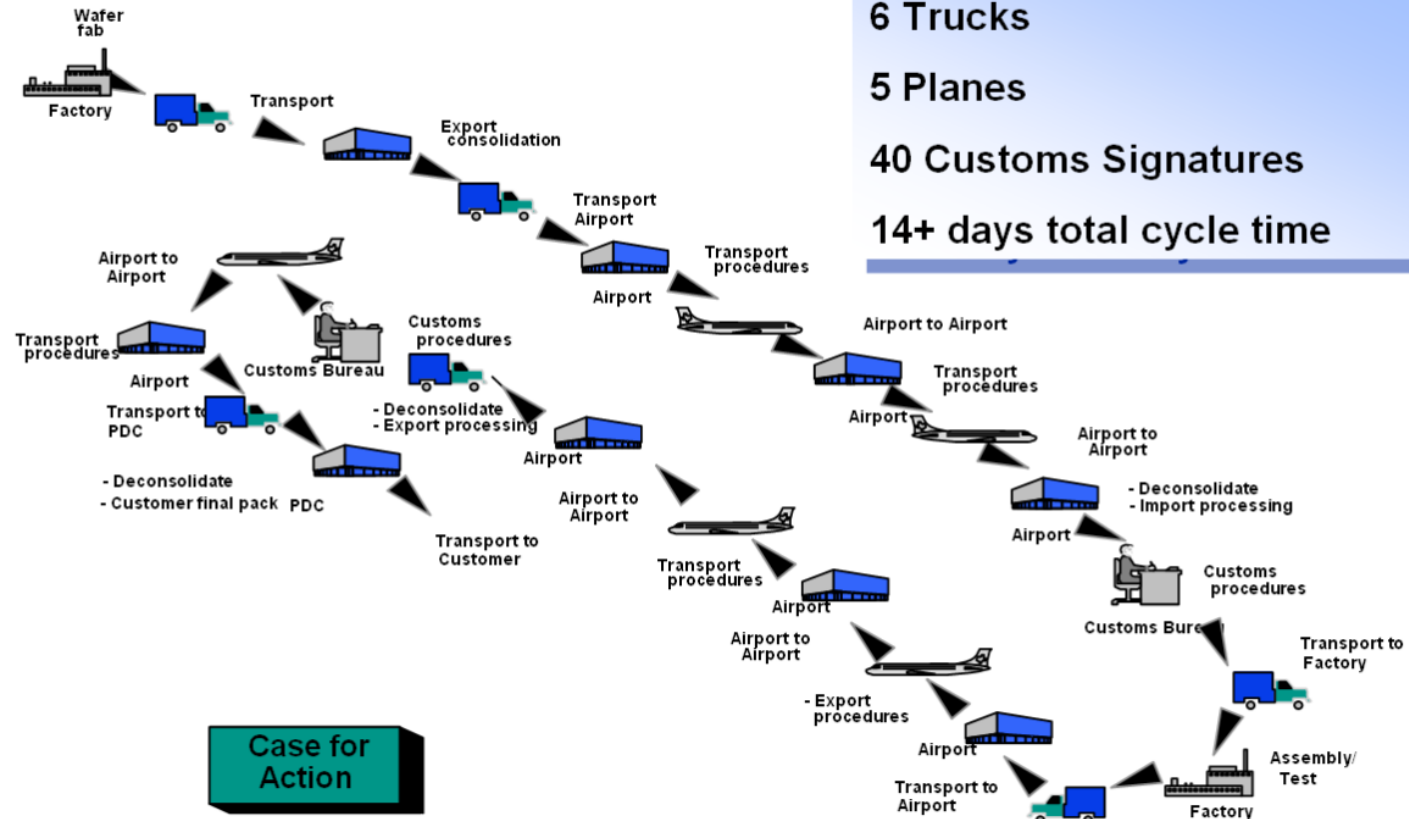 Wafer
fab
Factory
Transport
Export
consolidation
Transport
Airport
Airport
Transport
procedures
Airport to Airport
Transport
procedures
Airport
Airport to
Airport
- Deconsolidate
- Import processing
Airport
Customs
procedures
Customs Bure
Transport to
Factory
Assembly/
Test
Factory
Transport to
Airport
Airport
- Export
procedures
Airport to
Airport
Airport
Transport
procedures
Airport to
Airport
Airport
- Deconsolidate
- Export processing
Customs
procedures
Customs Bureau
Airport to
Airport
Transport
procedures
Airport
Transport to
PDC
- Deconsolidate
- Customer final pack PDC
Transport to
Customer
6 Trucks
5 Planes
40 Customs Signatures
14+ days total cycle time
Case for
Action